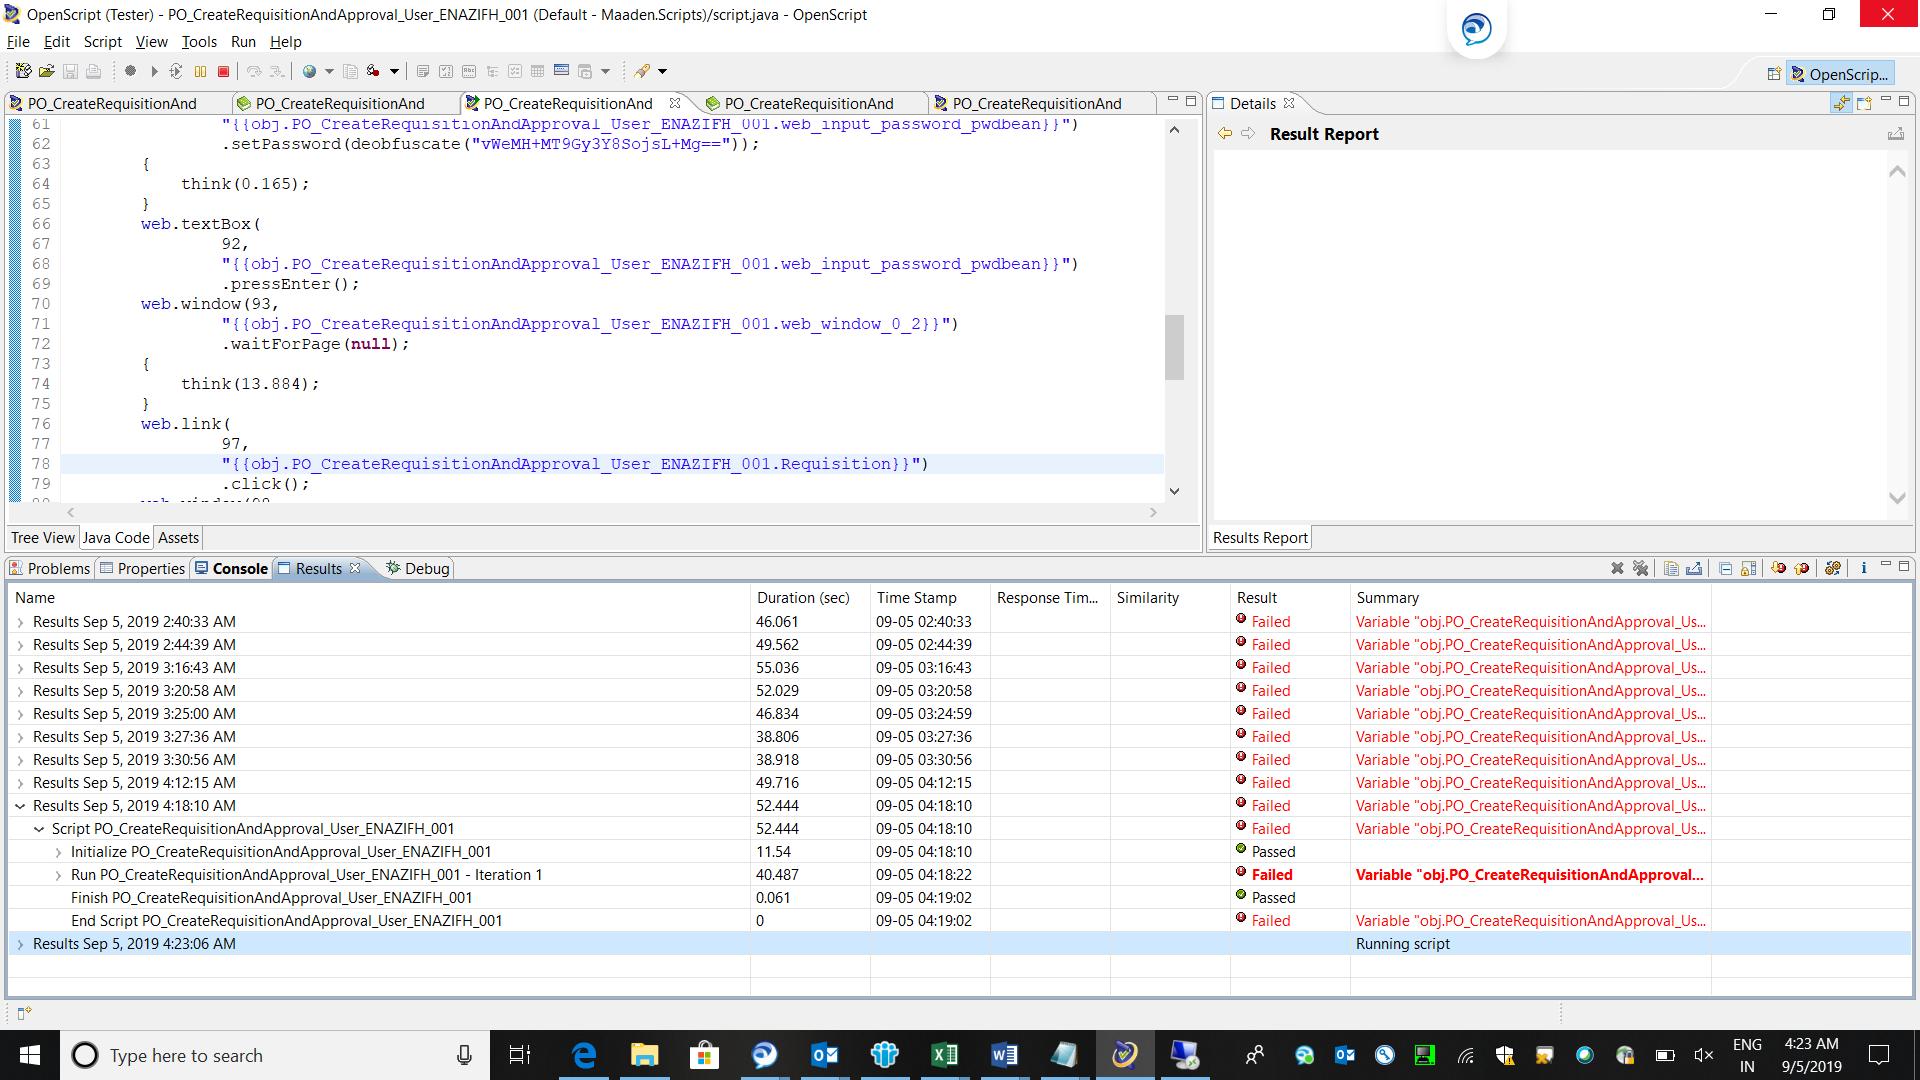 OpenScript (Tester) - PO_CreateRequisitionAndApproval_User_ENAZIFH_001 (Default - Maaden.Scripts)/script.java - OpenScript
File Edit Script View Tools Run Help
OpenScrip...
PO_CreateRequisitionAnd PO_CreateRequisitionAnd PO_CreateRequisitionAnd PO_CreateRequisitionAnd PO_CreateRequisitionAnd
61 "{{obj.PO_CreateRequisitionAndApproval_User_ENAZIFH_001.web_input_password_pwdbean}}")
62 .setPassword(deobfuscate("vWeMH+MT9Gy3Y8SojsL+Mg=="));
63 {
64 think(0.165);
65 }
66 web.textBox(
67 92,
68 "{{obj.PO_CreateRequisitionAndApproval_User_ENAZIFH_001.web_input_password_pwdbean}}")
69 .pressEnter();
70 web.window(93,
71 "{{obj.PO_CreateRequisitionAndApproval_User_ENAZIFH_001.web_window_0_2}}")
72 .waitForPage(null);
73 {
74 think(13.884);
75 }
76 web.link(
77 97,
78 "{{obj.PO_CreateRequisitionAndApproval_User_ENAZIFH_001.Requisition}}")
79 .click();
Tree View Java Code Assets
Details
Result Report
Results Report
Problems Properties Console Results Debug
Name Duration (sec) Time Stamp Response Tim... Similarity Result Summary
Results Sep 5, 2019 2:40:33 AM 46.061 09-05 02:40:33 Failed Variable "obj.PO_CreateRequisitionAndApproval_Us...
Results Sep 5, 2019 2:44:39 AM 49.562 09-05 02:44:39 Failed Variable "obj.PO_CreateRequisitionAndApproval_Us...
Results Sep 5, 2019 3:16:43 AM 55.036 09-05 03:16:43 Failed Variable "obj.PO_CreateRequisitionAndApproval_Us...
Results Sep 5, 2019 3:20:58 AM 52.029 09-05 03:20:58 Failed Variable "obj.PO_CreateRequisitionAndApproval_Us...
Results Sep 5, 2019 3:25:00 AM 46.834 09-05 03:24:59 Failed Variable "obj.PO_CreateRequisitionAndApproval_Us...
Results Sep 5, 2019 3:27:36 AM 38.806 09-05 03:27:36 Failed Variable "obj.PO_CreateRequisitionAndApproval_Us...
Results Sep 5, 2019 3:30:56 AM 38.918 09-05 03:30:56 Failed Variable "obj.PO_CreateRequisitionAndApproval_Us...
Results Sep 5, 2019 4:12:15 AM 49.716 09-05 04:12:15 Failed Variable "obj.PO_CreateRequisitionAndApproval_Us...
Results Sep 5, 2019 4:18:10 AM 52.444 09-05 04:18:10 Failed Variable "obj.PO_CreateRequisitionAndApproval_Us...
Script PO_CreateRequisitionAndApproval_User_ENAZIFH_001 52.444 09-05 04:18:10 Failed Variable "obj.PO_CreateRequisitionAndApproval_Us...
Initialize PO_CreateRequisitionAndApproval_User_ENAZIFH_001 11.54 09-05 04:18:10 Passed
Run PO_CreateRequisitionAndApproval_User_ENAZIFH_001 - Iteration 1 40.487 09-05 04:18:22 Failed Variable "obj.PO_CreateRequisitionAndApproval...
Finish PO_CreateRequisitionAndApproval_User_ENAZIFH_001 0.061 09-05 04:19:02 Passed
End Script PO_CreateRequisitionAndApproval_User_ENAZIFH_001 0 09-05 04:19:02 Failed Variable "obj.PO_CreateRequisitionAndApproval_Us...
Results Sep 5, 2019 4:23:06 AM Running script
Type here to search
ENG
IN
4:23 AM
9/5/2019